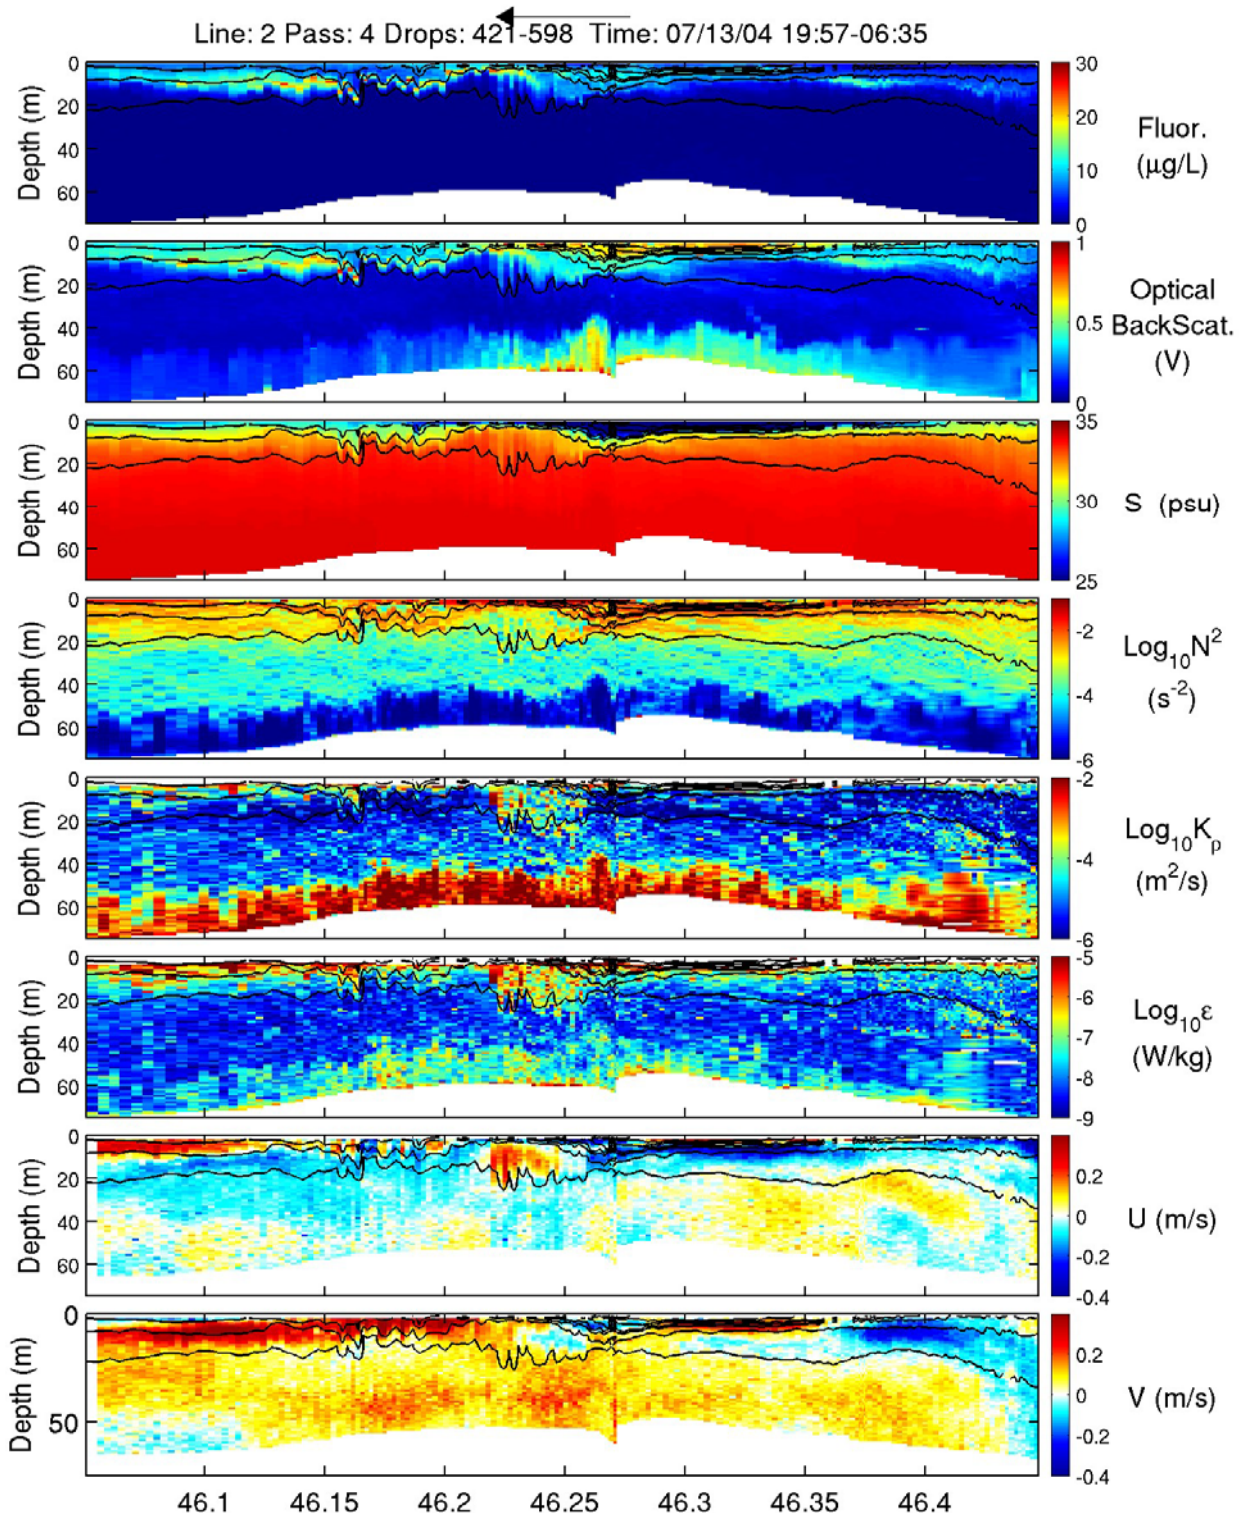 Line: 2 Pass: 4 Drops: 421-598 Time: 07/13/04 19:57-06:35
0
20
40
60
Depth (m)
30
20
10
0
Fluor.
(µg/L)
0
20
40
60
Depth (m)
1
0.5
0
Optical
BackScat.
(V)
0
20
40
60
Depth (m)
35
30
25
S (psu)
0
20
40
60
Depth (m)
-2
-4
-6
Log₁₀N²
(s⁻²)
0
20
40
60
Depth (m)
-2
-4
-6
Log₁₀Kₚ
(m²/s)
0
20
40
60
Depth (m)
-5
-6
-7
-8
-9
Log₁₀ε
(W/kg)
0
20
40
60
Depth (m)
0.2
0
-0.2
-0.4
U (m/s)
0
50
Depth (m)
0.2
0
-0.2
-0.4
V (m/s)
46.1 46.15 46.2 46.25 46.3 46.35 46.4